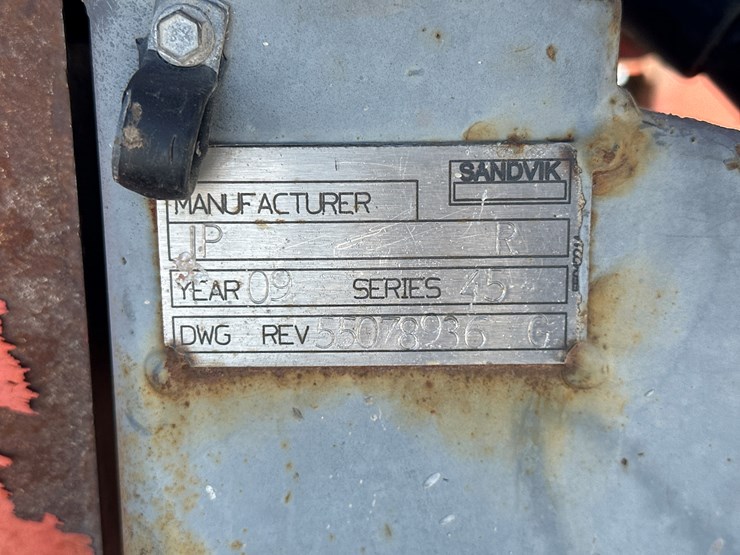 SANDVIK
MANUFACTURER
IP R
YEAR 09 SERIES 45
DWG REV 55078936 G